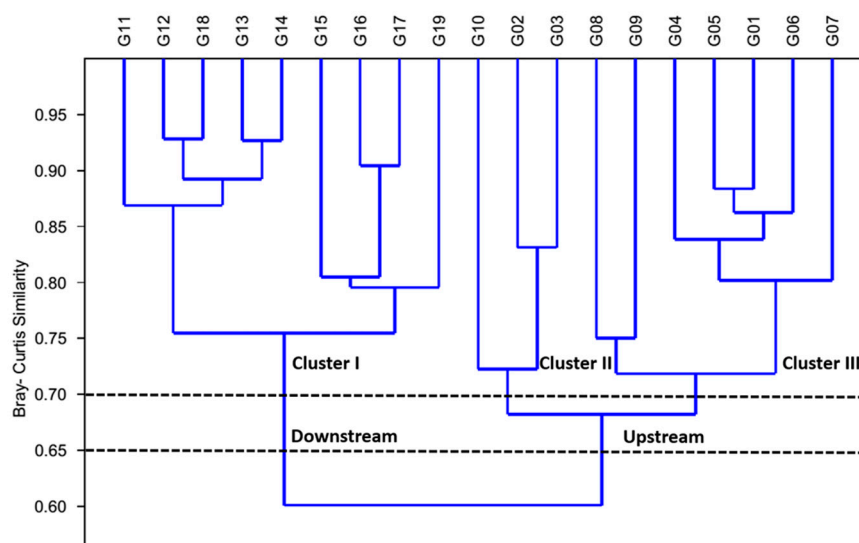 G11 G12 G18 G13 G14 G15 G16 G17 G19 G10 G02 G03 G08 G09 G04 G05 G01 G06 G07
0.95
0.90
0.85
0.80
0.75
0.70
0.65
0.60
Bray- Curtis Similarity
Cluster I Cluster II Cluster III
Downstream Upstream